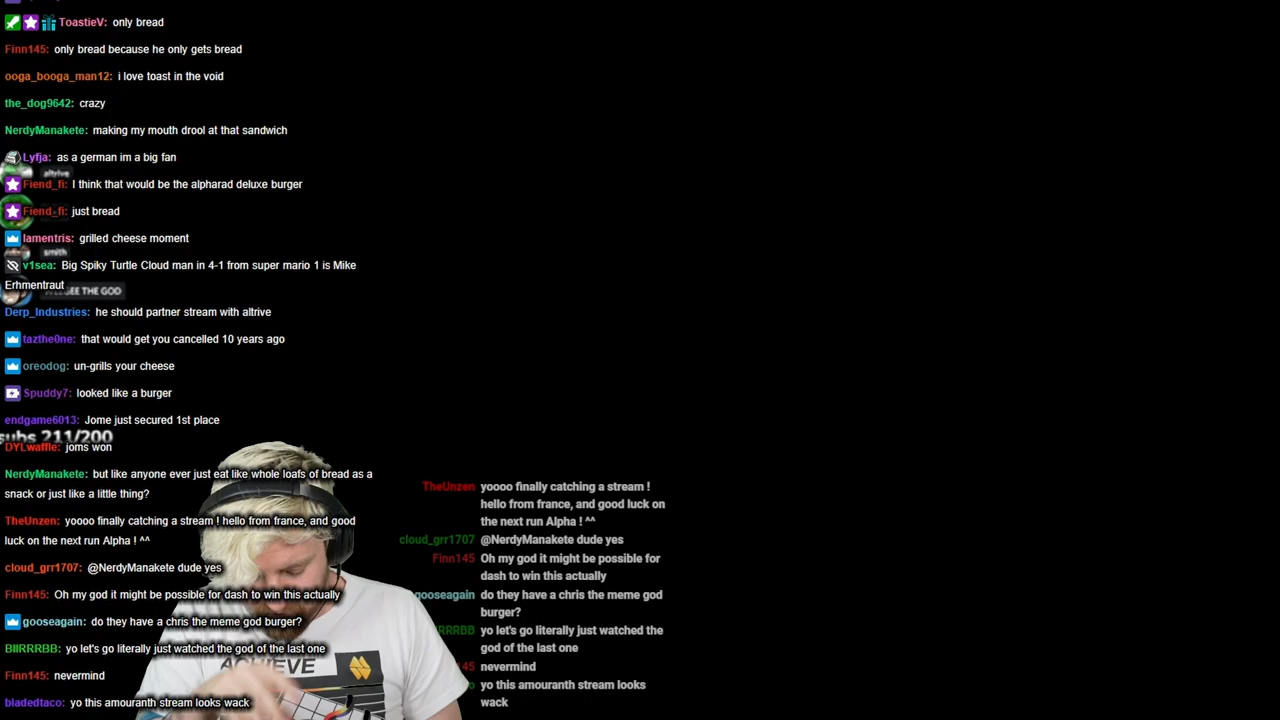 ToastieV: only bread
Finn145: only bread because he only gets bread
ooga_booga_man12: i love toast in the void
the_dog9642: crazy
NerdyManakete: making my mouth drool at that sandwich
Lyfja: as a german im a big fan
altrive
Fiend_fi: I think that would be the alpharad deluxe burger
Fiend_fi: just bread
lamentris: grilled cheese moment
smith
v1sea: Big Spiky Turtle Cloud man in 4-1 from super mario 1 is Mike
Erhmentraut
GEE THE GOD
Derp_Industries: he should partner stream with altrive
tazthe0ne: that would get you cancelled 10 years ago
oreodog: un-grills your cheese
Spuddy7: looked like a burger
endgame6013: Jome just secured 1st place
subs 211/200
DYLwaffle: joms won
NerdyManakete: but like anyone ever just eat like whole loafs of bread as a
snack or just like a little thing?
TheUnzen: yoooo finally catching a stream ! hello from france, and good
luck on the next run Alpha ! ^^
cloud_grr1707: @NerdyManakete dude yes
Finn145: Oh my god it might be possible for dash to win this actually
gooseagain: do they have a chris the meme god burger?
BIIRRRBB: yo let's go literally just watched the god of the last one
Finn145: nevermind
bladedtaco: yo this amouranth stream looks wack
TheUnzen yoooo finally catching a stream !
hello from france, and good luck on
the next run Alpha ! ^^
cloud_grr1707 @NerdyManakete dude yes
Finn145 Oh my god it might be possible for
dash to win this actually
gooseagain do they have a chris the meme god
burger?
RRRBB yo let's go literally just watched the
god of the last one
45 nevermind
o yo this amouranth stream looks
wack
ACHIEVE